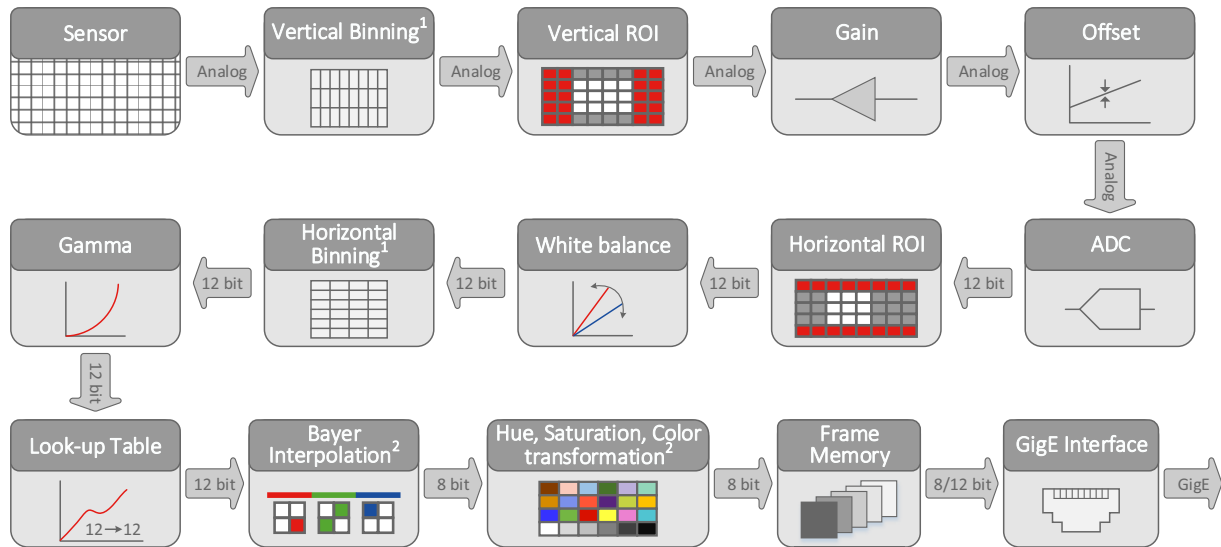 Sensor
Analog
Vertical Binning¹
Analog
Vertical ROI
Analog
Gain
Analog
Offset
Analog
ADC
12 bit
Horizontal ROI
12 bit
White balance
12 bit
Horizontal
Binning¹
12 bit
Gamma
12 bit
Look-up Table
12→12
12 bit
Bayer
Interpolation²
8 bit
Hue, Saturation, Color
transformation²
8 bit
Frame
Memory
8/12 bit
GigE Interface
GigE